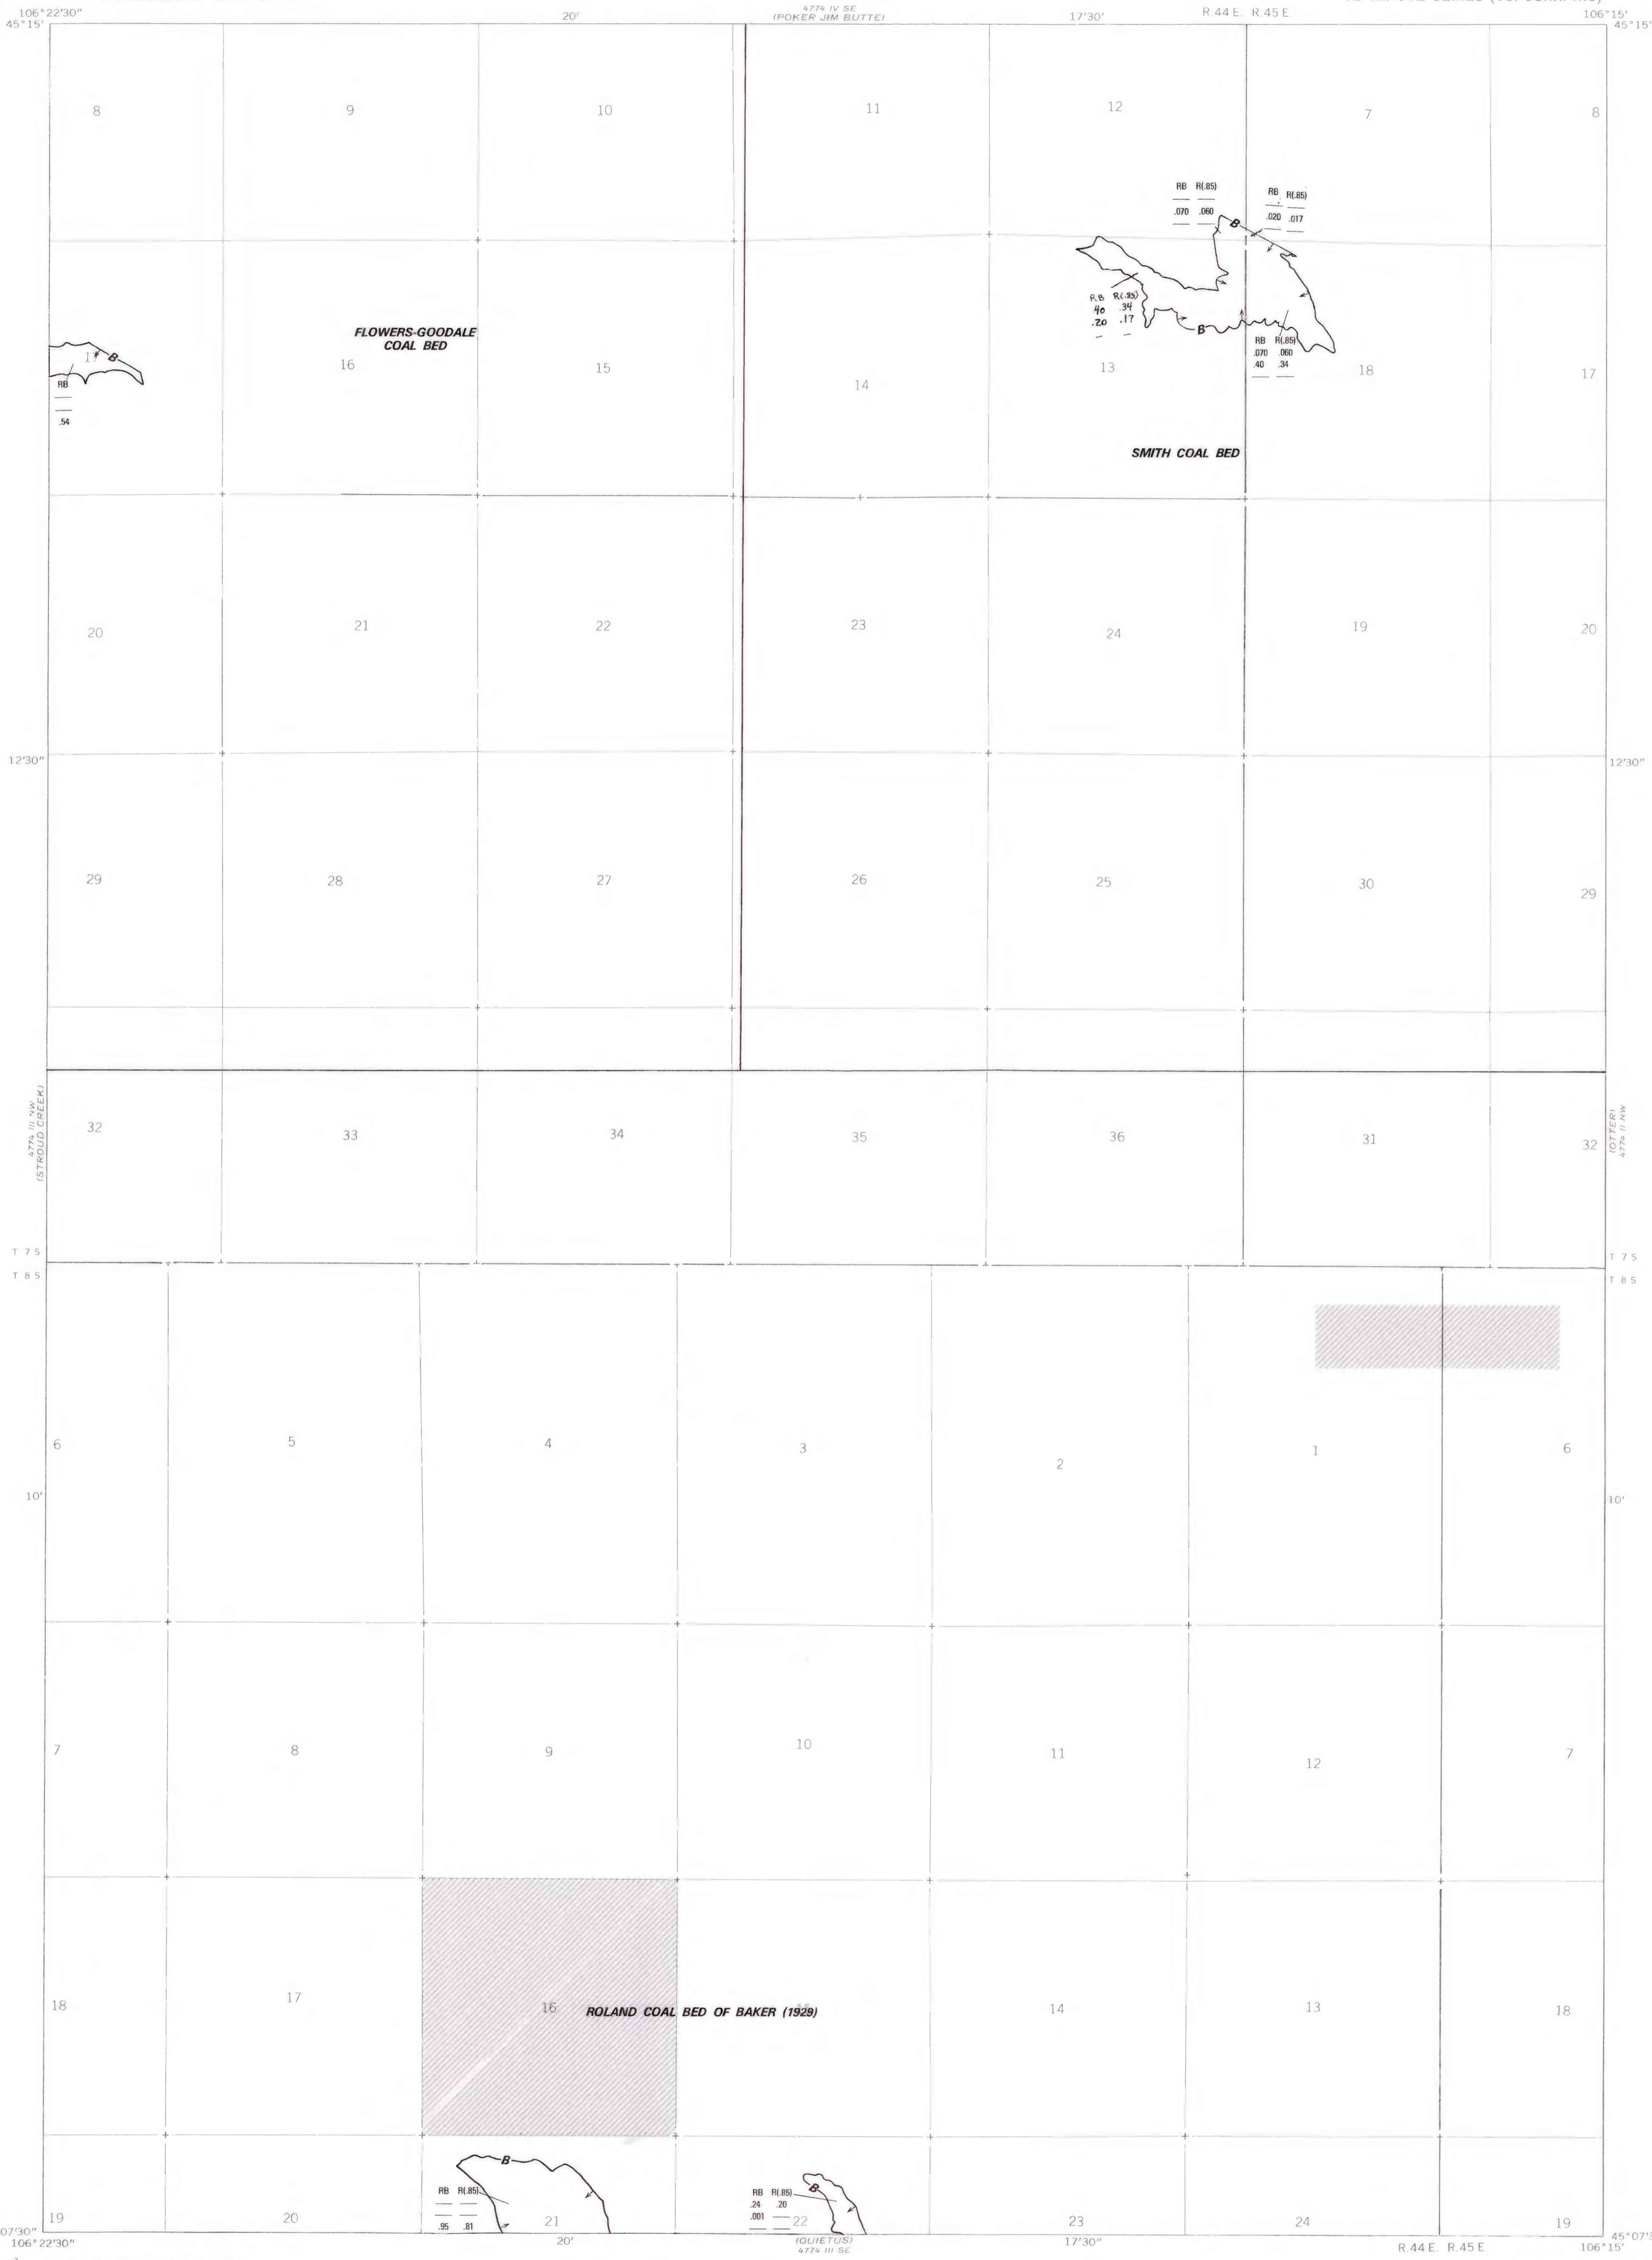 4774 IV SE
106°22'30" 20' (POKER JIM BUTTE) 17'30' R.44 E. R.45 E 106°15'
45°15' 45°15'
8 9 10 11 12 7 8
RB R(.85)
.070 .060
RB R(.85)
.020 .017
R.B R(.85)
.40 .34
.20 .17
–
FLOWERS-GOODALE
COAL BED
17 B
RB
.54
B
B
RB R(.85)
.070 .060
.40 .34
16 15 14 13 18 17
SMITH COAL BED
20 21 22 23 24 19 20
12'30" 12'30"
29 28 27 26 25 30 29
4774 III NW
(STROUD CREEK)
32 33 34 35 36 31 32
(OTTER)
4774 II NW
T 7 S T 7 S
T 8 S T 8 S
6 5 4 3 2 1 6
10' 10'
7 8 9 10 11 12 7
18 17 16 ROLAND COAL BED OF BAKER (1929) 14 13 18
B
RB R(.85)
.95 .81
B
RB R(.85)
.24 .20
.001
19 20 21 22 23 24 19
07'30"
106°22'30" 20' (QUIETUS) 17'30" R.44 E. R.45 E 106°15'
4774 III SE